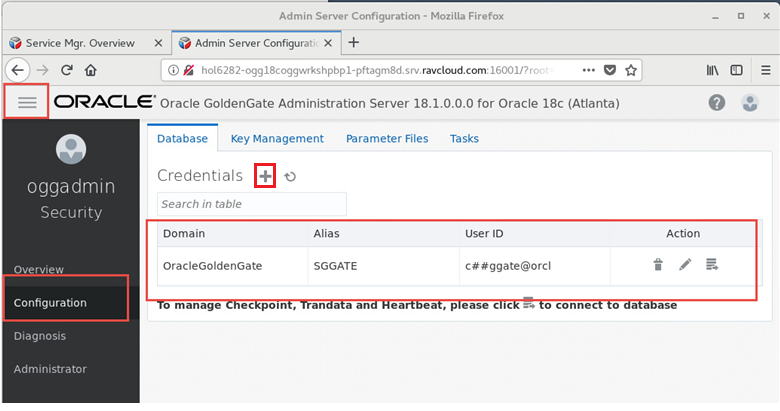 Admin Server Configuration - Mozilla Firefox
Service Mgr. Overview
Admin Server Configuratio
hol6282-ogg18coggwrkshpbp1-pftagm8d.srv.ravcloud.com:16001/?root=
ORACLE Oracle GoldenGate Administration Server 18.1.0.0.0 for Oracle 18c (Atlanta)
oggadmin
Security
Overview
Configuration
Diagnosis
Administrator
Database Key Management Parameter Files Tasks
Credentials
Search in table
Domain Alias User ID Action
OracleGoldenGate SGGATE c##ggate@orcl
To manage Checkpoint, Trandata and Heartbeat, please click to connect to database